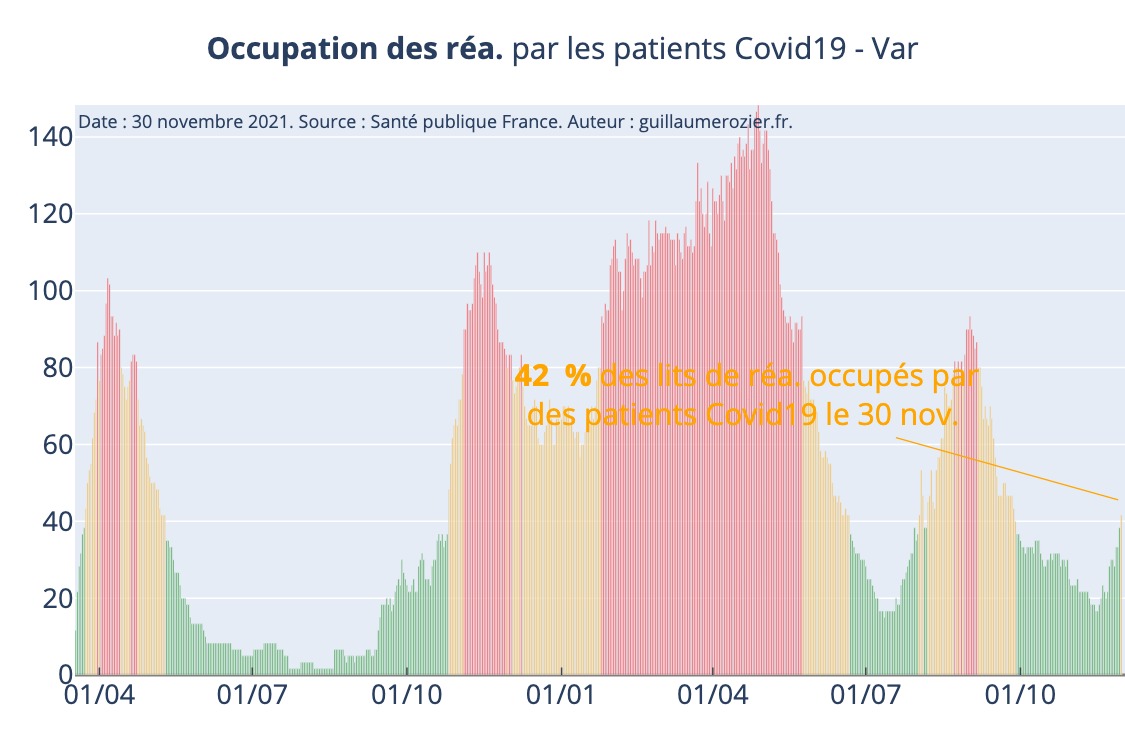 Occupation des réa. par les patients Covid19 - Var
Date : 30 novembre 2021. Source : Santé publique France. Auteur : guillaumerozier.fr.
140
120
100
80
60
40
20
0
42 % des lits de réa. occupés par
des patients Covid19 le 30 nov.
01/04 01/07 01/10 01/01 01/04 01/07 01/10